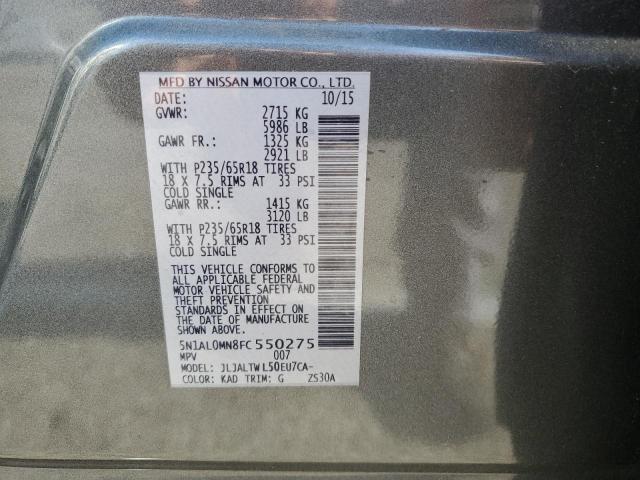 MFD BY NISSAN MOTOR CO., LTD.
DATE: 10/15
GVWR: 2715 KG
5986 LB
GAWR FR.: 1325 KG
2921 LB
WITH P235/65R18 TIRES
18 X 7.5 RIMS AT 33 PSI
COLD SINGLE
GAWR RR.: 1415 KG
3120 LB
WITH P235/65R18 TIRES
18 X 7.5 RIMS AT 33 PSI
COLD SINGLE
THIS VEHICLE CONFORMS TO
ALL APPLICABLE FEDERAL
MOTOR VEHICLE SAFETY AND
THEFT PREVENTION
STANDARDS IN EFFECT ON
THE DATE OF MANUFACTURE
SHOWN ABOVE.
5N1AL0MN8FC550275
MPV 007
MODEL: JLJALTWL50EU7CA-
COLOR: KAD TRIM: G ZS30A